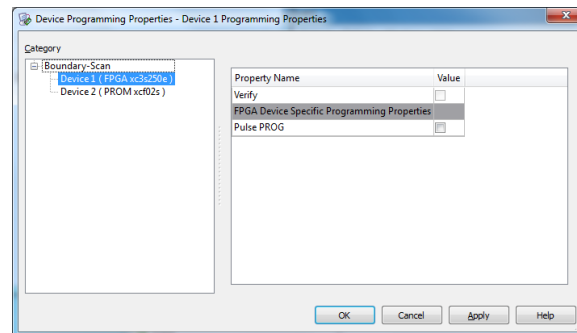 Device Programming Properties - Device 1 Programming Properties
Category
Boundary-Scan
Device 1 ( FPGA xc3s250e )
Device 2 ( PROM xcf02s )
Property Name Value
Verify
FPGA Device Specific Programming Properties
Pulse PROG
OK Cancel Apply Help